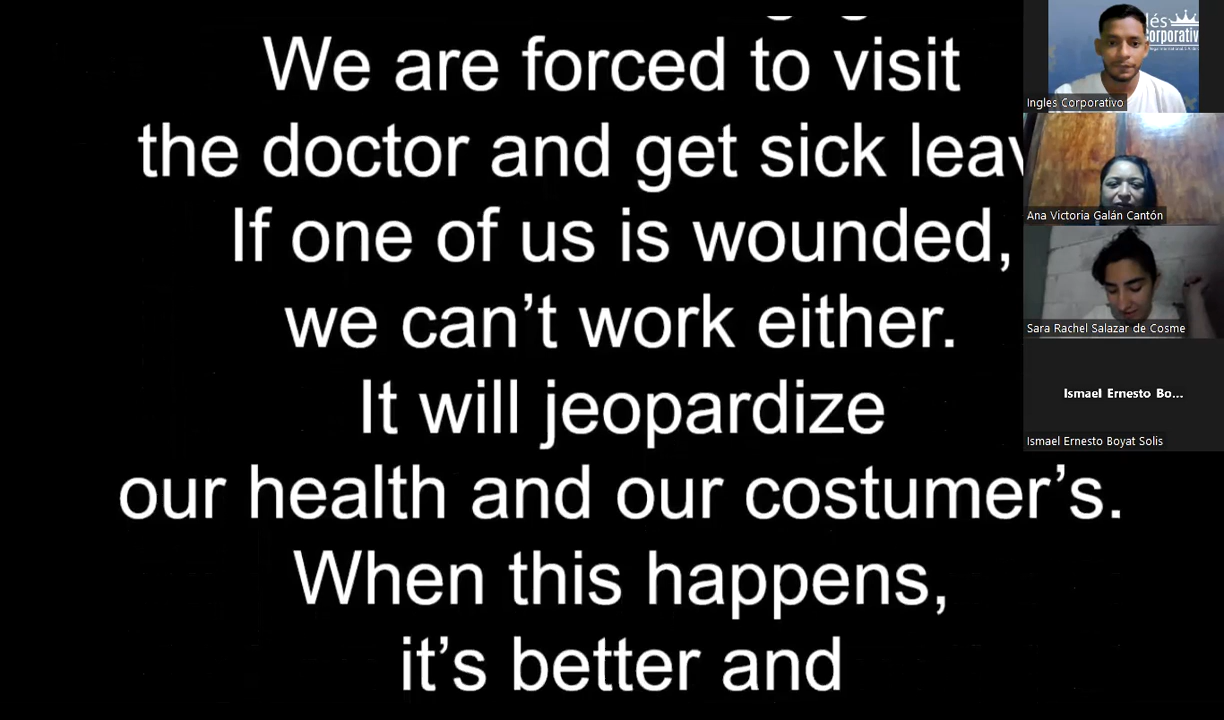 We are forced to visit
the doctor and get sick
If one of us is wounded,
we can't work either.
It will jeopardize
our health and our costumer's.
When this happens,
it's better and
Ingles Corporativo
Ana Victoria Galán Cantón
Sara Rachel Salazar de Cosme
Ismael Ernesto Bo...
Ismael Ernesto Boyat Solis